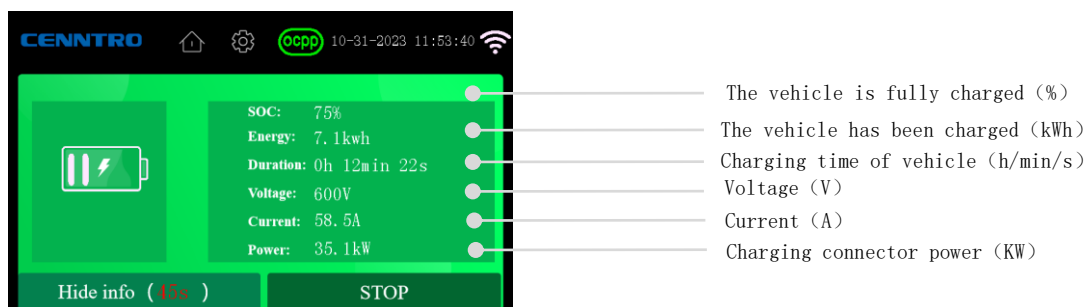 CENNTRO ocpp 10-31-2023 11:53:40
SOC: 75% The vehicle is fully charged (%)
Energy: 7.1kwh The vehicle has been charged (kWh)
Duration: 0h 12min 22s Charging time of vehicle (h/min/s)
Voltage: 600V Voltage (V)
Current: 58.5A Current (A)
Power: 35.1kW Charging connector power (KW)
Hide info (45s) STOP